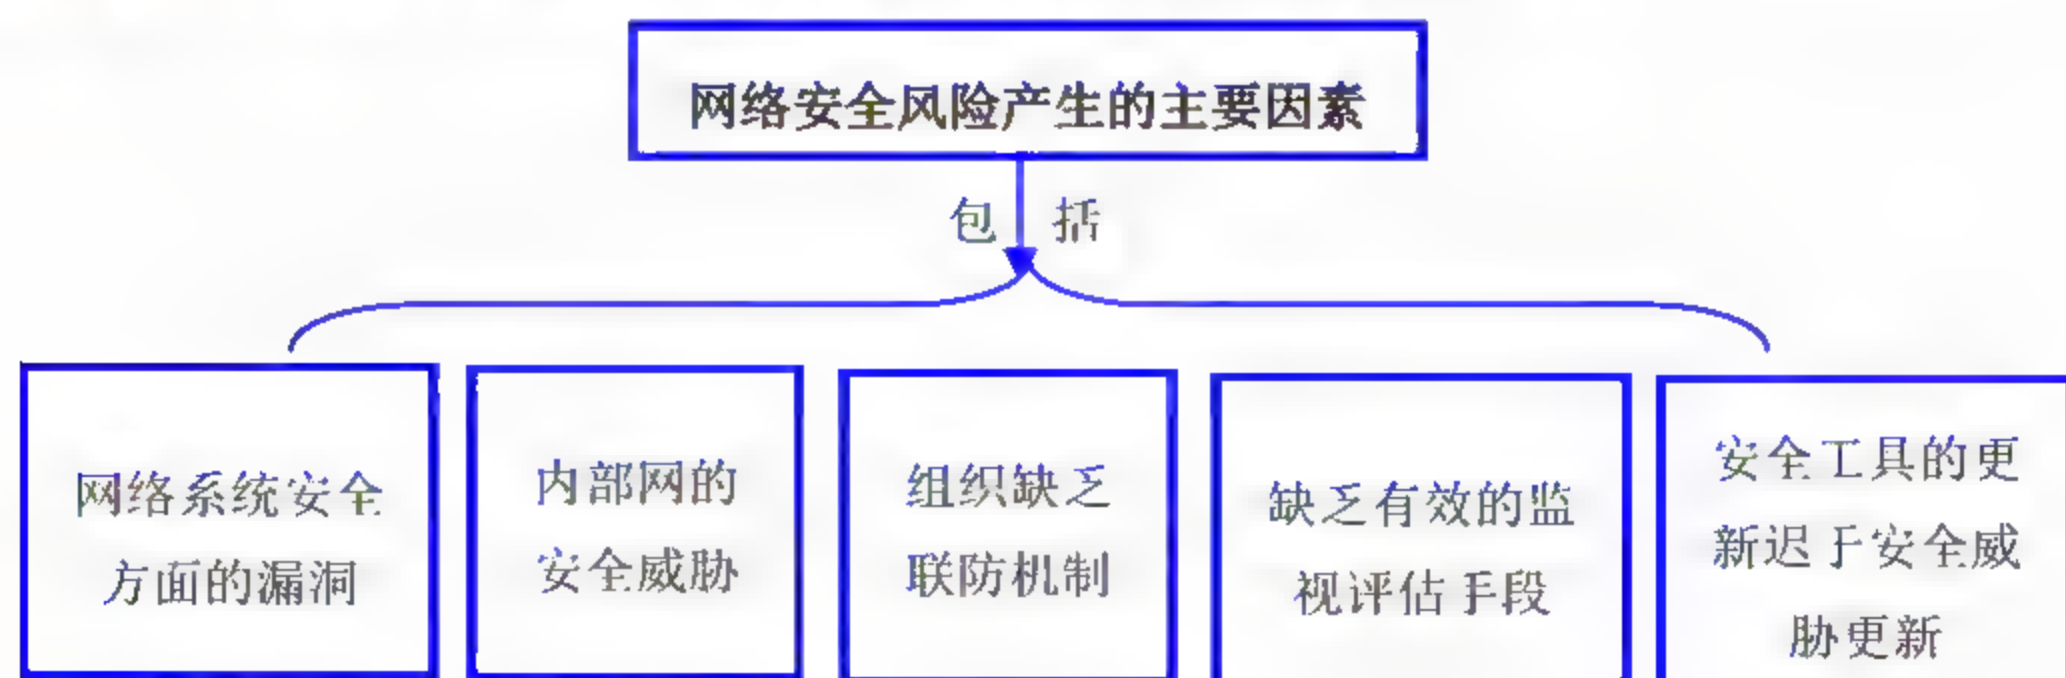 网络安全风险产生的主要因素
包 括
网络系统安全
方面的漏洞
内部网的
安全威胁
组织缺乏
联防机制
缺乏有效的监
视评估手段
安全工具的更
新迟于安全威
胁更新